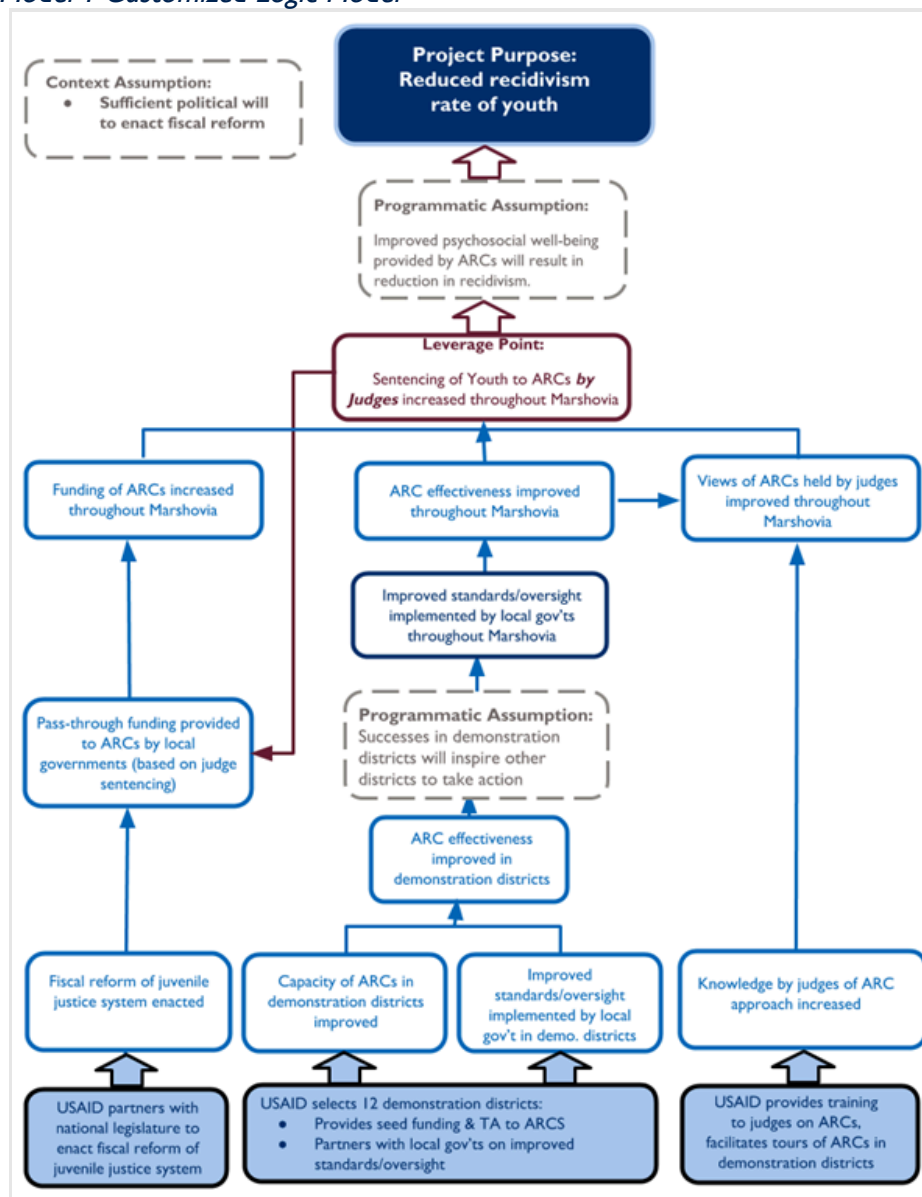 Model 1 Customized Logic Model
Project Purpose:
Reduced recidivism
rate of youth
Context Assumption:
● Sufficient political will
to enact fiscal reform
Programmatic Assumption:
Improved psychosocial well-being
provided by ARCs will result in
reduction in recidivism.
Leverage Point:
Sentencing of Youth to ARCs by
Judges increased throughout Marshovia
Funding of ARCs increased
throughout Marshovia
ARC effectiveness improved
throughout Marshovia
Views of ARCs held by judges
improved throughout
Marshovia
Improved standards/oversight
implemented by local gov'ts
throughout Marshovia
Pass-through funding provided
to ARCs by local
governments (based on judge
sentencing)
Programmatic Assumption:
Successes in demonstration
districts will inspire other
districts to take action
ARC effectiveness
improved in
demonstration districts
Fiscal reform of juvenile
justice system enacted
Capacity of ARCs in
demonstration districts
improved
Improved
standards/oversight
implemented by local
gov't in demo. districts
Knowledge by judges of ARC
approach increased
USAID partners with
national legislature to
enact fiscal reform of
juvenile justice system
USAID selects 12 demonstration districts:
● Provides seed funding & TA to ARCS
● Partners with local gov'ts on improved
standards/oversight
USAID provides training
to judges on ARCs,
facilitates tours of ARCs in
demonstration districts